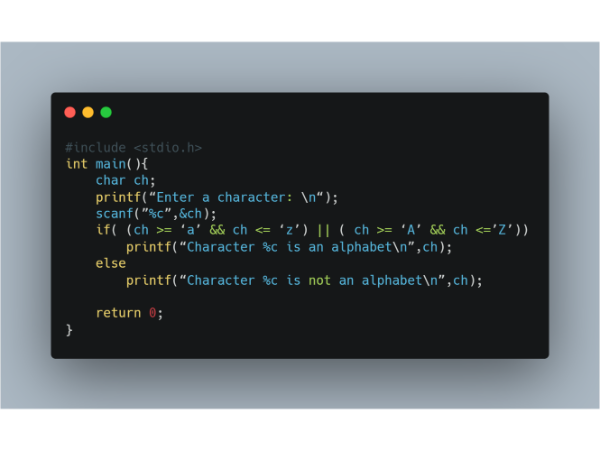 #include <stdio.h>
int main(){
    char ch;
    printf(“Enter a character: \n“);
    scanf(”%c”,&ch);
    if( (ch >= ‘a’ && ch <= ‘z’) || ( ch >= ‘A’ && ch <=’Z’))
        printf(“Character %c is an alphabet\n”,ch);
    else
        printf(“Character %c is not an alphabet\n”,ch);
    return 0;
}